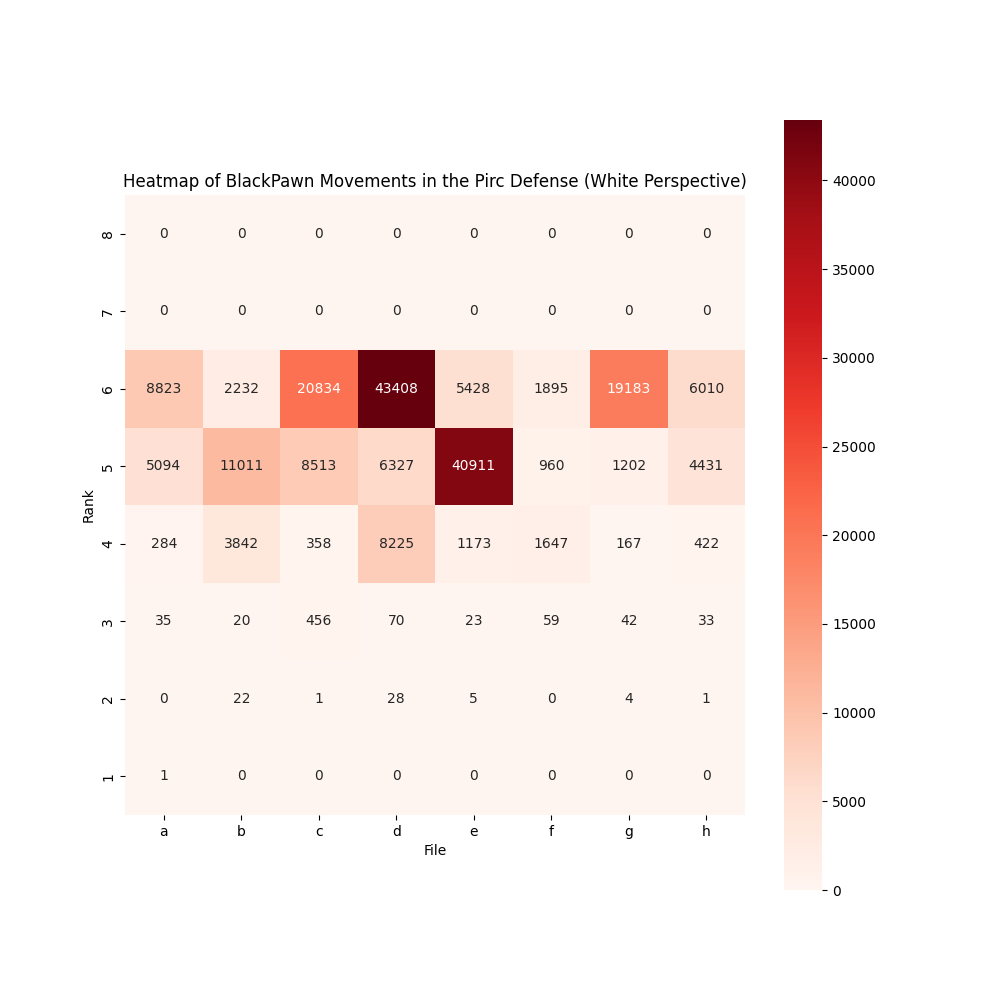 Heatmap of BlackPawn Movements in the Pirc Defense (White Perspective)
8 0 0 0 0 0 0 0 0
7 0 0 0 0 0 0 0 0
6 8823 2232 20834 43408 5428 1895 19183 6010
5 5094 11011 8513 6327 40911 960 1202 4431
Rank
4 284 3842 358 8225 1173 1647 167 422
3 35 20 456 70 23 59 42 33
2 0 22 1 28 5 0 4 1
1 1 0 0 0 0 0 0 0
a b c d e f g h
File
40000
35000
30000
25000
20000
15000
10000
5000
0